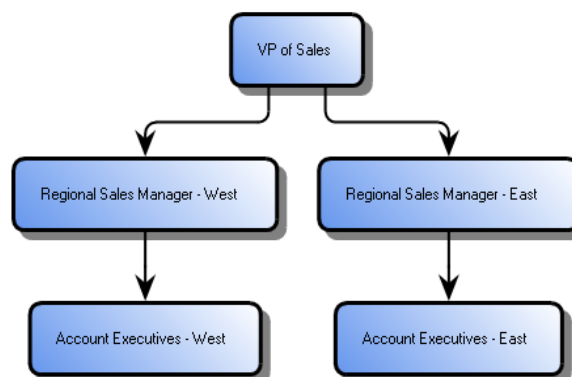 VP of Sales
Regional Sales Manager - West
Regional Sales Manager - East
Account Executives - West
Account Executives - East